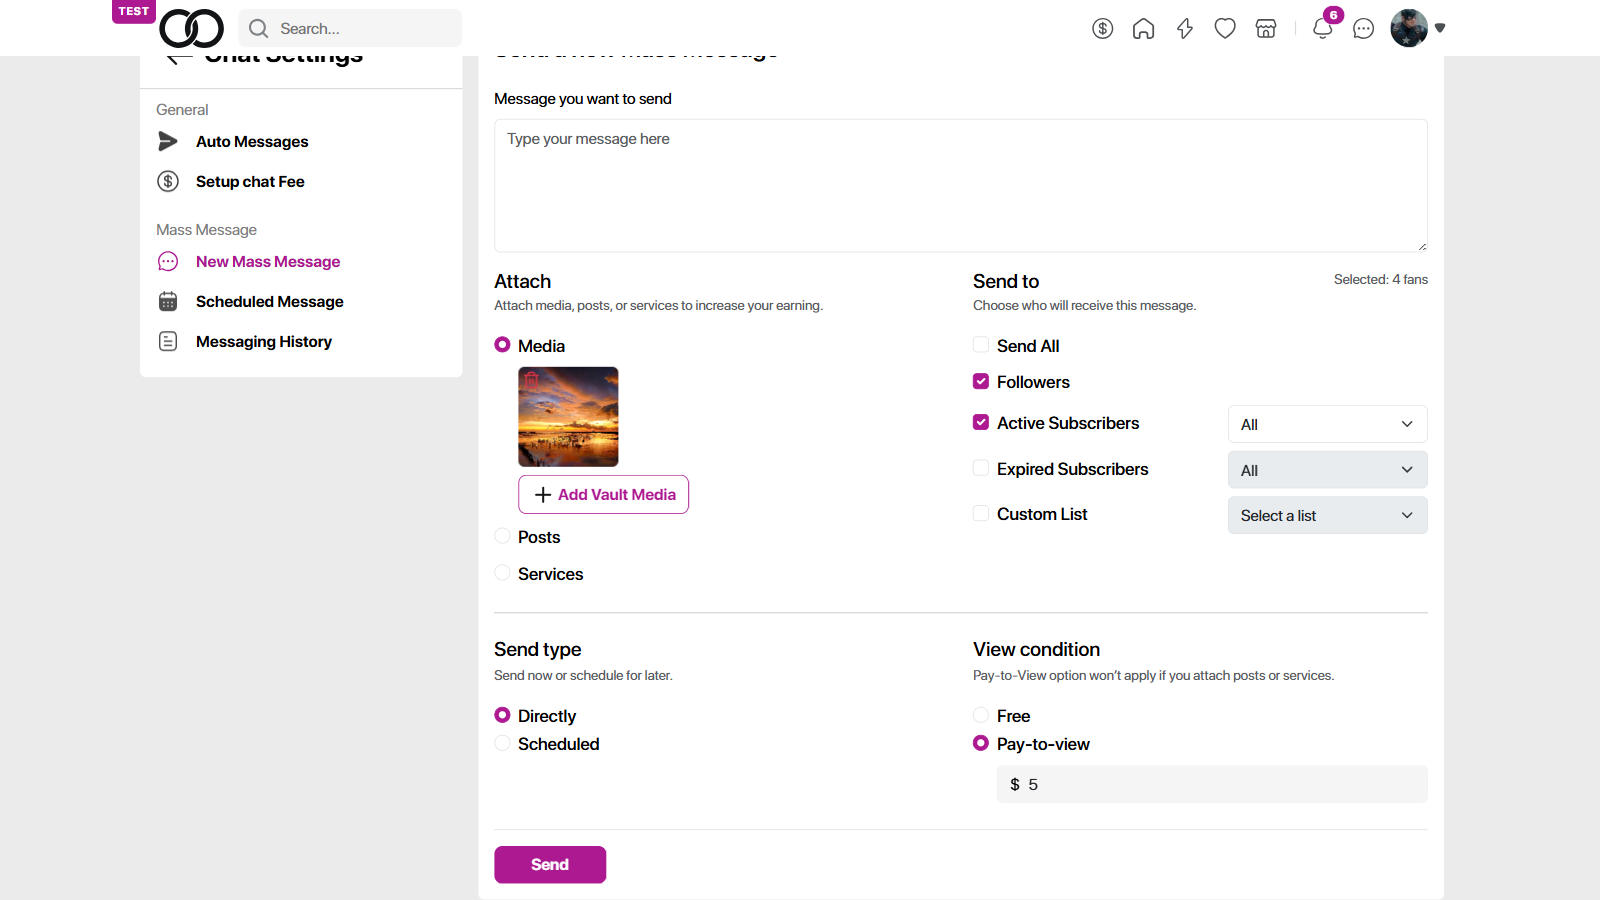 TEST
Search...
6
Chat Settings
General
Auto Messages
Setup chat Fee
Mass Message
New Mass Message
Scheduled Message
Messaging History
Send a new Mass Message
Message you want to send
Type your message here
Attach
Attach media, posts, or services to increase your earning.
Media
Add Vault Media
Posts
Services
Send to
Selected: 4 fans
Choose who will receive this message.
Send All
Followers
Active Subscribers
All
Expired Subscribers
All
Custom List
Select a list
Send type
Send now or schedule for later.
Directly
Scheduled
View condition
Pay-to-View option won’t apply if you attach posts or services.
Free
Pay-to-view
$ 5
Send